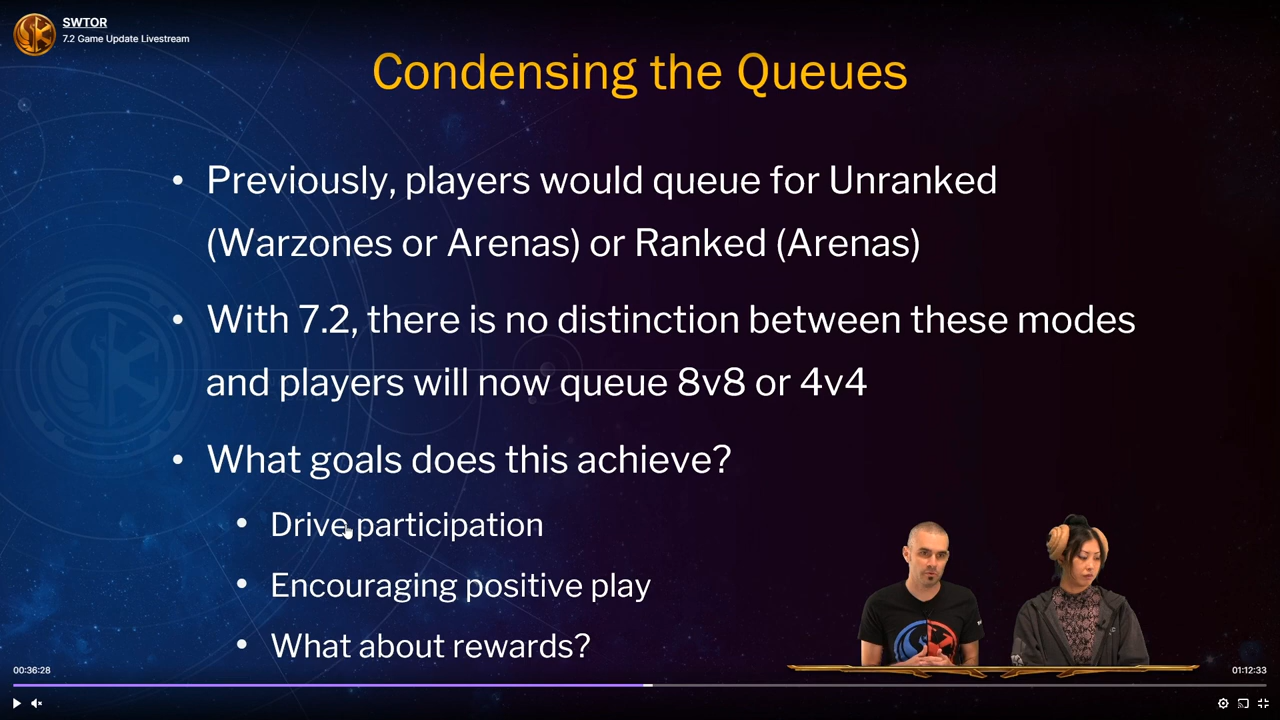 SWTOR
7.2 Game Update Livestream
Condensing the Queues
• Previously, players would queue for Unranked
(Warzones or Arenas) or Ranked (Arenas)
• With 7.2, there is no distinction between these modes
and players will now queue 8v8 or 4v4
• What goals does this achieve?
• Drive participation
• Encouraging positive play
• What about rewards?
00:36:28
01:12:33